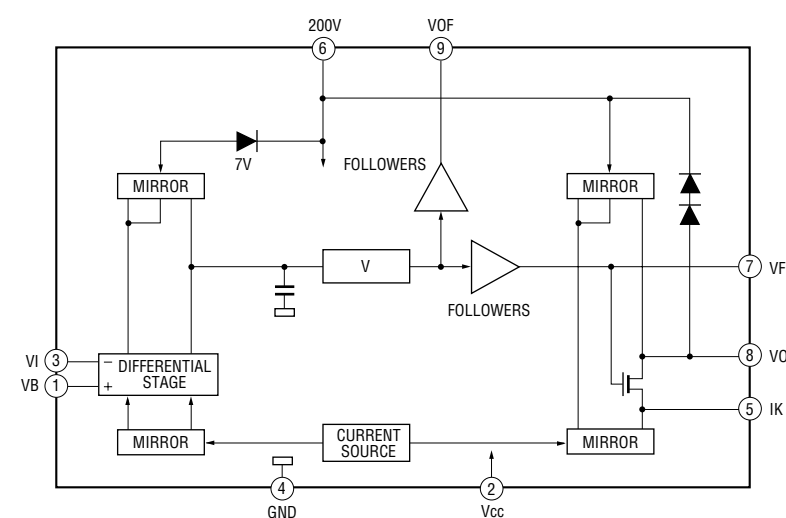 200V
VOF
6
9
7V
FOLLOWERS
MIRROR
MIRROR
V
7
VF
FOLLOWERS
VI
3
−
DIFFERENTIAL
STAGE
8
VO
VB
1
+
5
IK
MIRROR
CURRENT
SOURCE
MIRROR
4
2
GND
Vcc